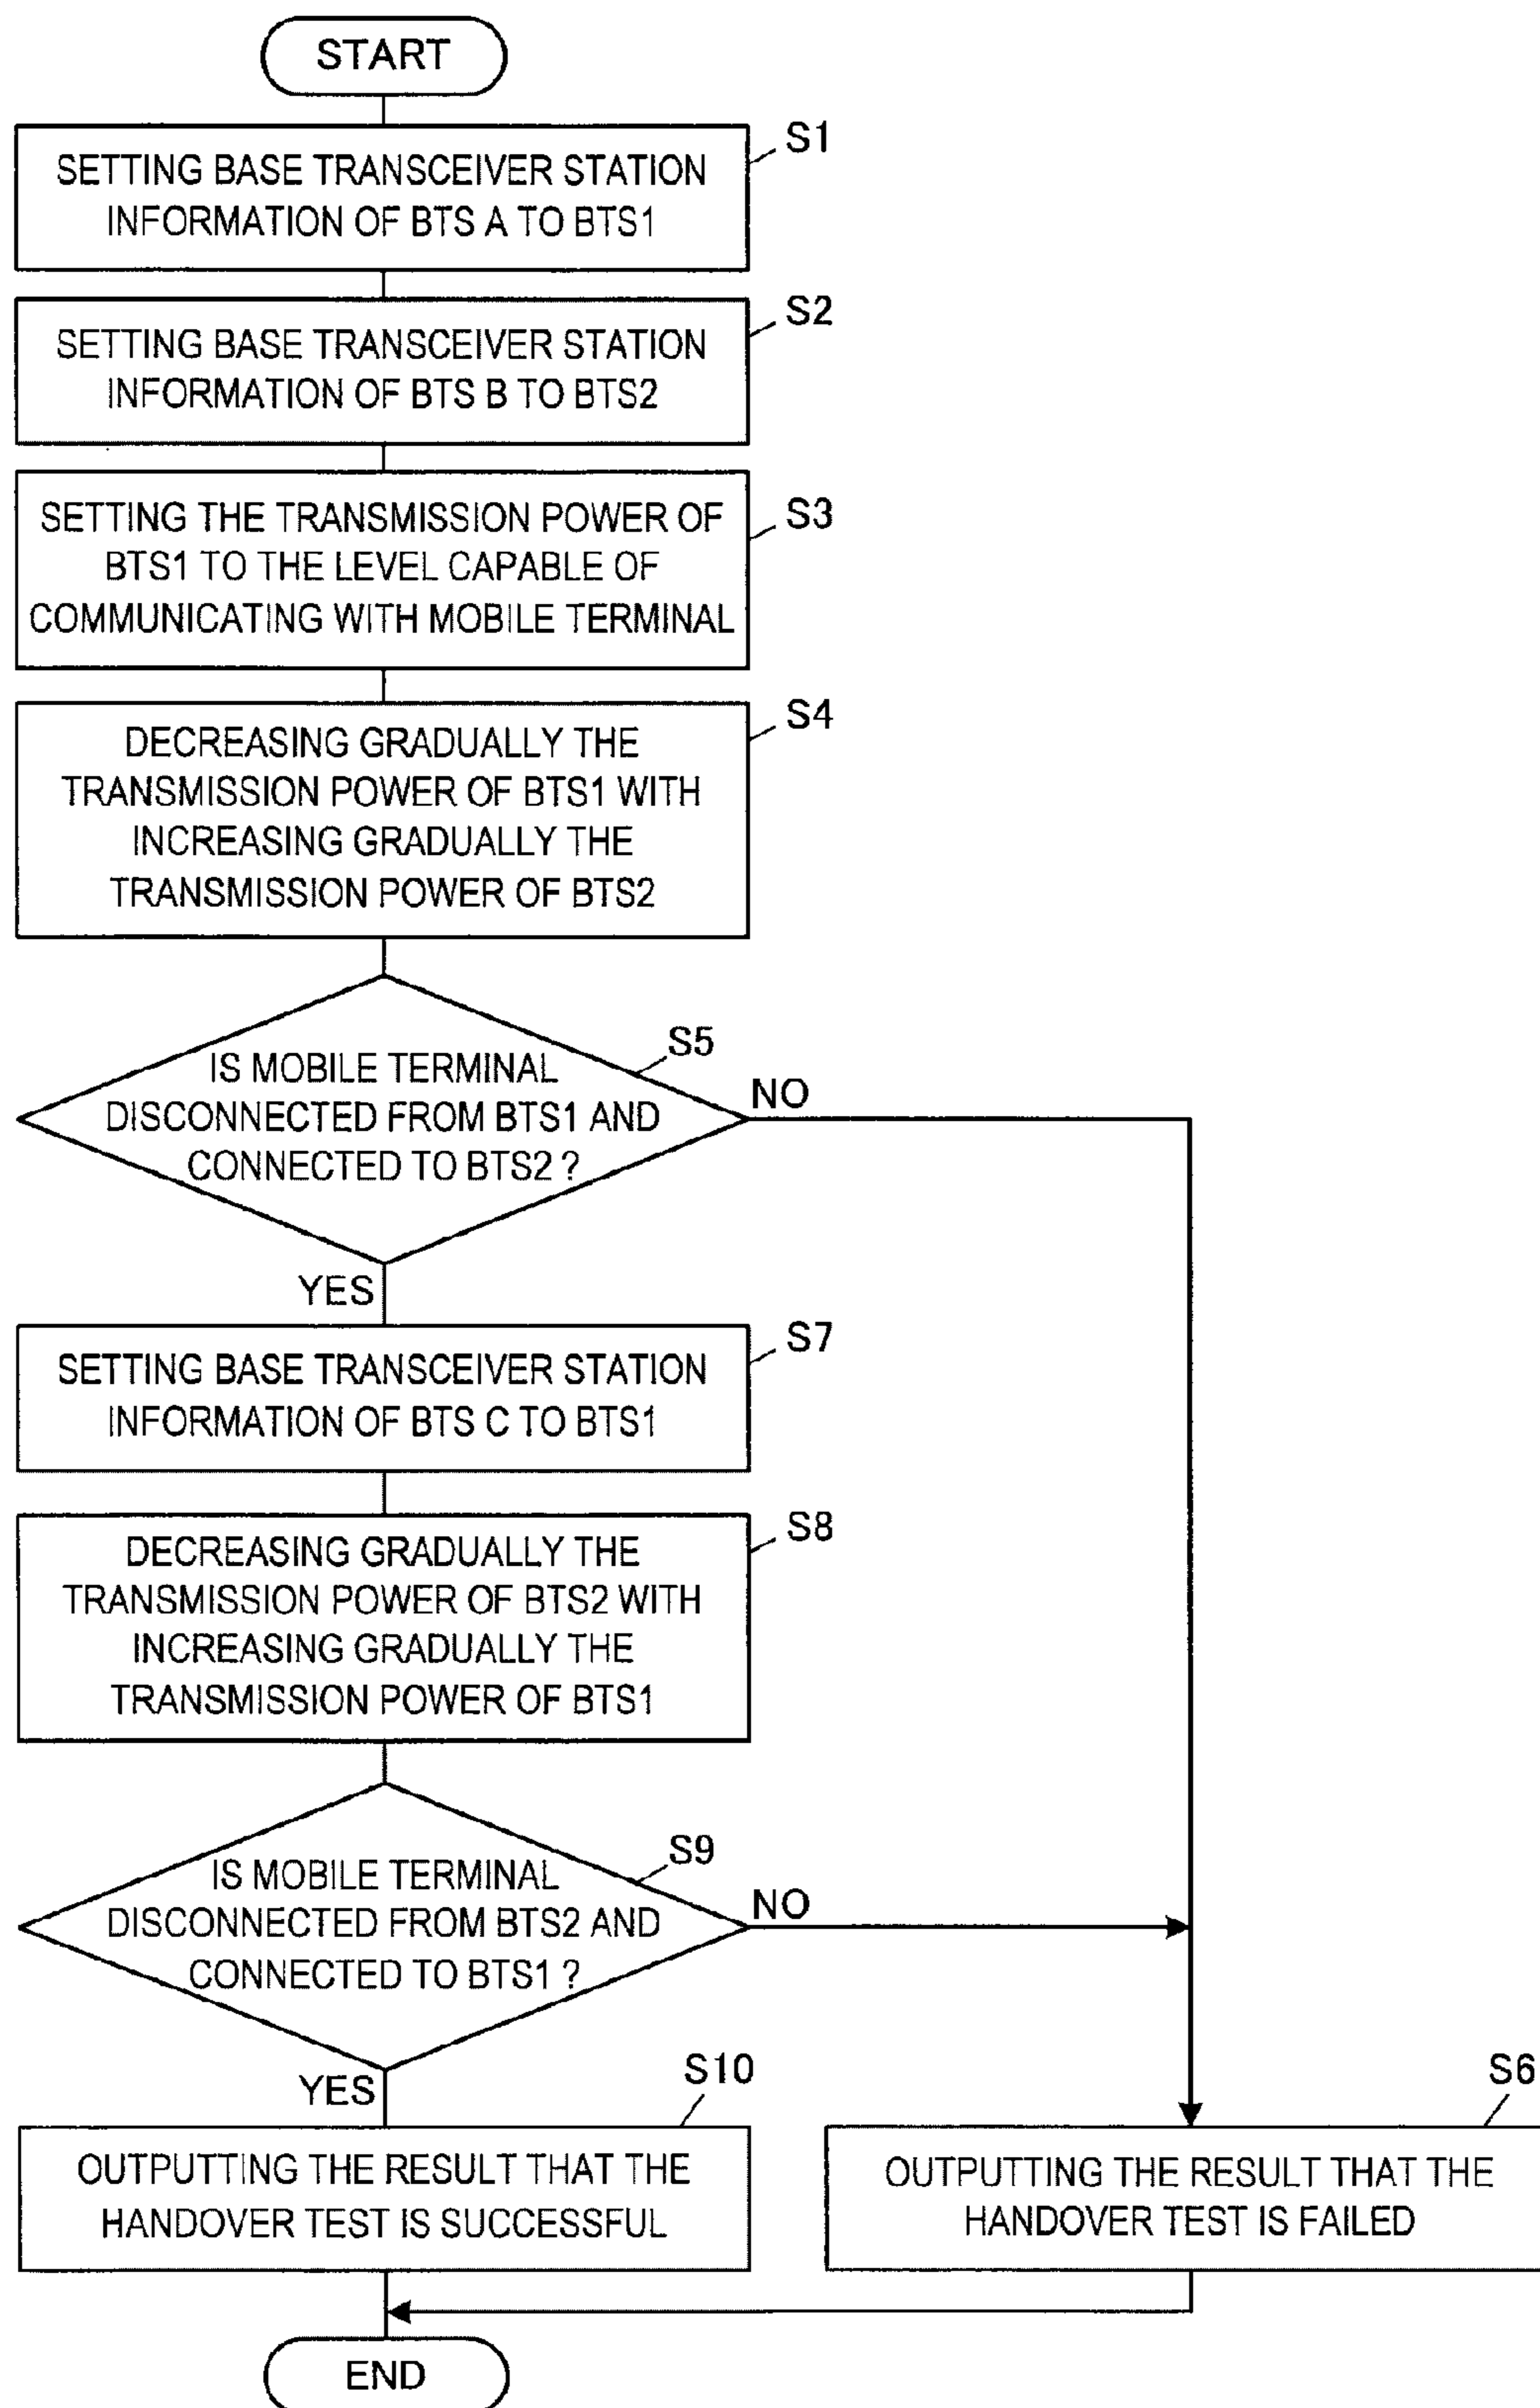 START
S1
SETTING BASE TRANSCEIVER STATION
INFORMATION OF BTS A TO BTS1
S2
SETTING BASE TRANSCEIVER STATION
INFORMATION OF BTS B TO BTS2
S3
SETTING THE TRANSMISSION POWER OF
BTS1 TO THE LEVEL CAPABLE OF
COMMUNICATING WITH MOBILE TERMINAL
S4
DECREASING GRADUALLY THE
TRANSMISSION POWER OF BTS1 WITH
INCREASING GRADUALLY THE
TRANSMISSION POWER OF BTS2
S5
IS MOBILE TERMINAL
DISCONNECTED FROM BTS1 AND
CONNECTED TO BTS2 ?
NO
YES
S7
SETTING BASE TRANSCEIVER STATION
INFORMATION OF BTS C TO BTS1
S8
DECREASING GRADUALLY THE
TRANSMISSION POWER OF BTS2 WITH
INCREASING GRADUALLY THE
TRANSMISSION POWER OF BTS1
S9
IS MOBILE TERMINAL
DISCONNECTED FROM BTS2 AND
CONNECTED TO BTS1 ?
NO
YES
S10
OUTPUTTING THE RESULT THAT THE
HANDOVER TEST IS SUCCESSFUL
S6
OUTPUTTING THE RESULT THAT THE
HANDOVER TEST IS FAILED
END